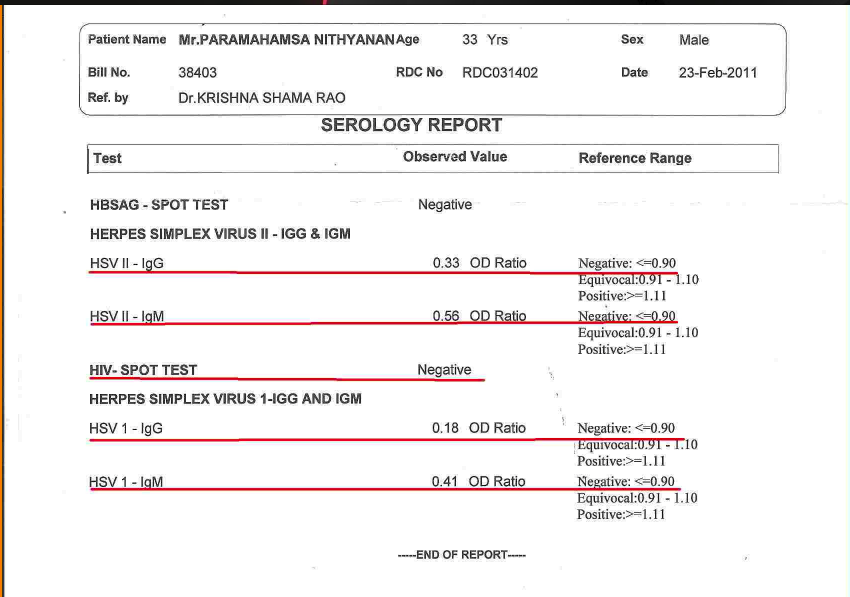 Patient Name Mr.PARAMAHAMSA NITHYANAN Age 33 Yrs Sex Male
Bill No. 38403 RDC No RDC031402 Date 23-Feb-2011
Ref. by Dr.KRISHNA SHAMA RAO
SEROLOGY REPORT
Test Observed Value Reference Range
HBSAG - SPOT TEST Negative
HERPES SIMPLEX VIRUS II - IGG & IGM
HSV II - IgG 0.33 OD Ratio Negative: <=0.90
Equivocal:0.91 - 1.10
Positive:>=1.11
HSV II - IgM 0.56 OD Ratio Negative: <=0.90
Equivocal:0.91 - 1.10
Positive:>=1.11
HIV- SPOT TEST Negative
HERPES SIMPLEX VIRUS 1-IGG AND IGM
HSV 1 - IgG 0.18 OD Ratio Negative: <=0.90
Equivocal:0.91 - 1.10
Positive:>=1.11
HSV 1 - IgM 0.41 OD Ratio Negative: <=0.90
Equivocal:0.91 - 1.10
Positive:>=1.11
-----END OF REPORT-----